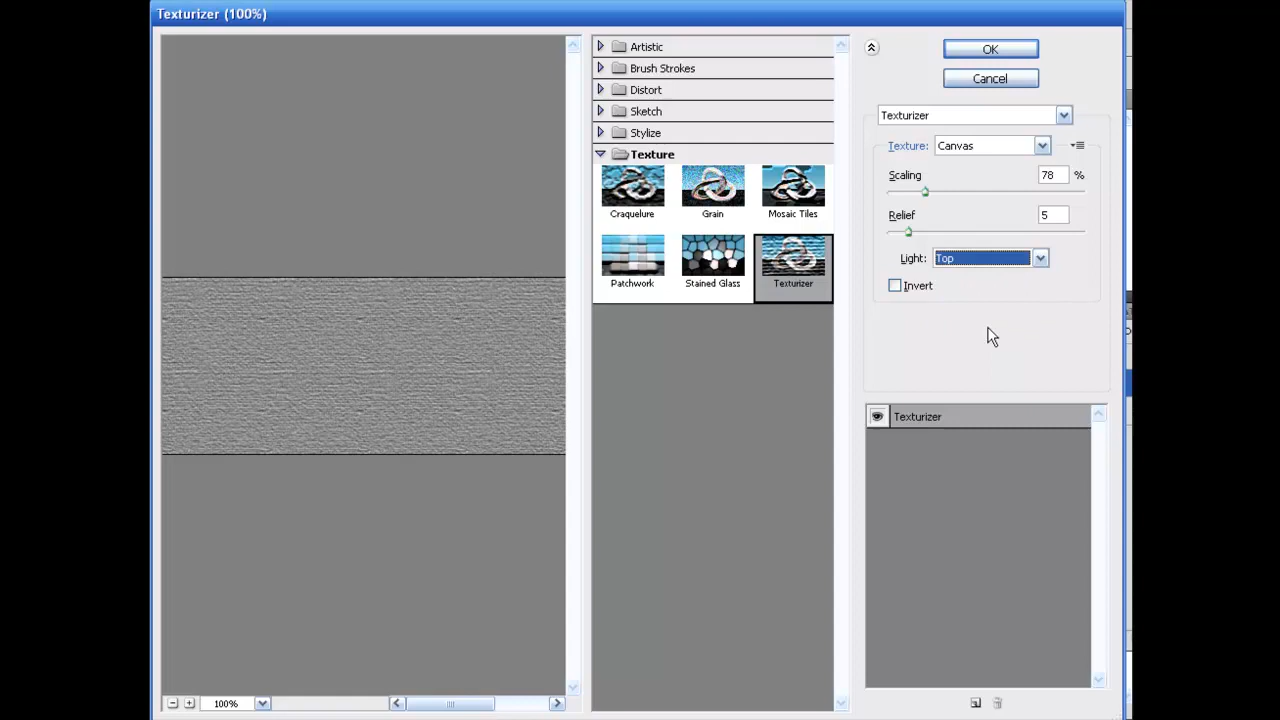 Texturizer (100%)
Artistic
Brush Strokes
Distort
Sketch
Stylize
Texture
Craquelure
Grain
Mosaic Tiles
Patchwork
Stained Glass
Texturizer
OK
Cancel
Texturizer
Texture: Canvas
Scaling 78 %
Relief 5
Light: Top
Invert
Texturizer
100%